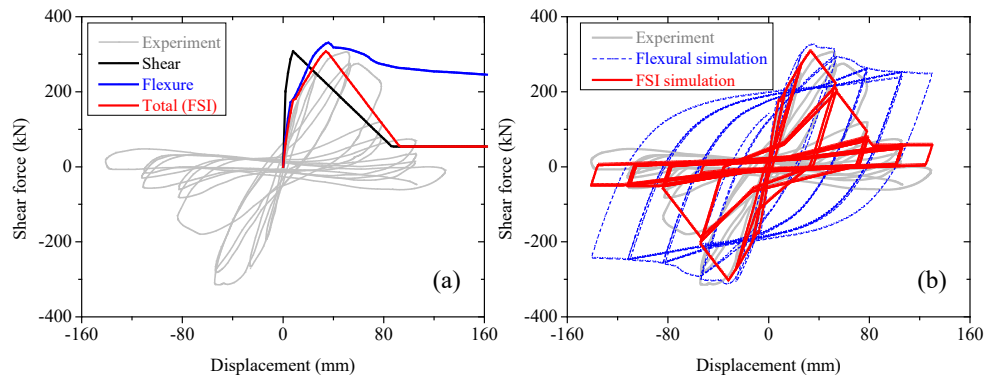 400
200
0
-200
-400
Shear force (kN)
Experiment
Shear
Flexure
Total (FSI)
(a)
-160
-80
0
80
160
Displacement (mm)
400
200
0
-200
-400
Shear force (kN)
Experiment
Flexural simulation
FSI simulation
(b)
-160
-80
0
80
160
Displacement (mm)